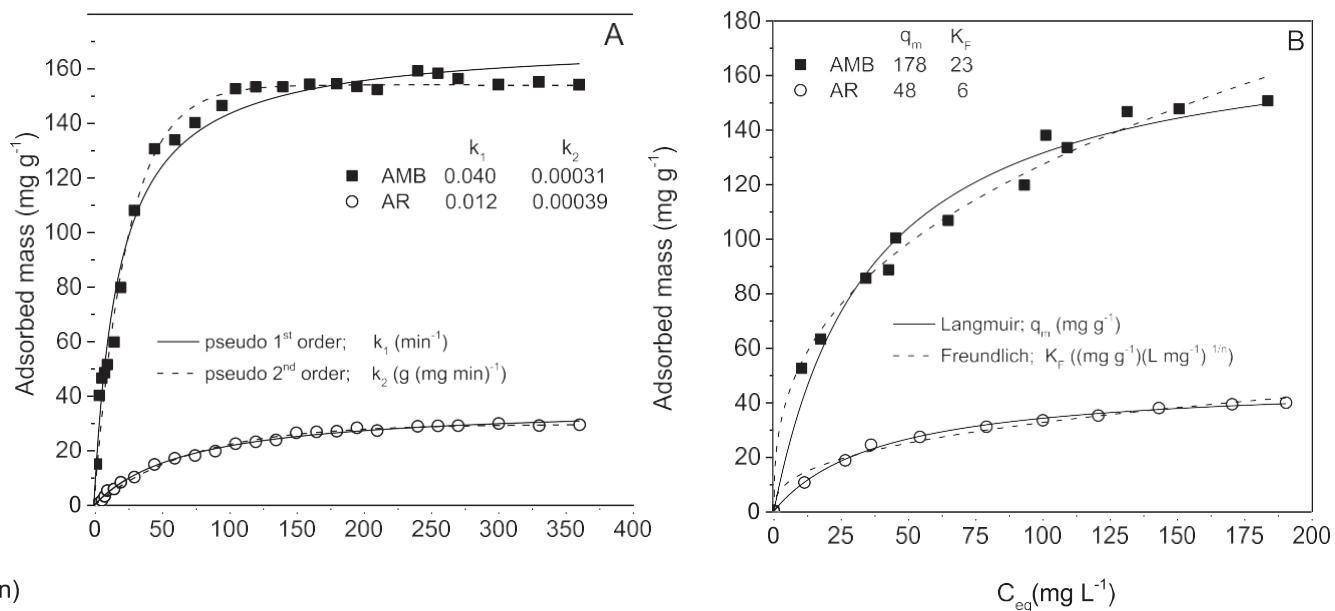 A
160
140
120
100
80
60
40
20
0
Adsorbed mass (mg g⁻¹)
k₁ k₂
AMB 0.040 0.00031
AR 0.012 0.00039
pseudo 1ˢᵗ order; k₁ (min⁻¹)
pseudo 2ⁿᵈ order; k₂ (g (mg min)⁻¹
0 50 100 150 200 250 300 350 400
n)
B
180
160
140
120
100
80
60
40
20
0
Adsorbed mass (mg g⁻¹)
qₘ K_F
AMB 178 23
AR 48 6
Langmuir; qₘ (mg g⁻¹)
Freundlich; K_F ((mg g⁻¹)(L mg⁻¹) ¹/ⁿ)
0 25 50 75 100 125 150 175 200
C_eq(mg L⁻¹)